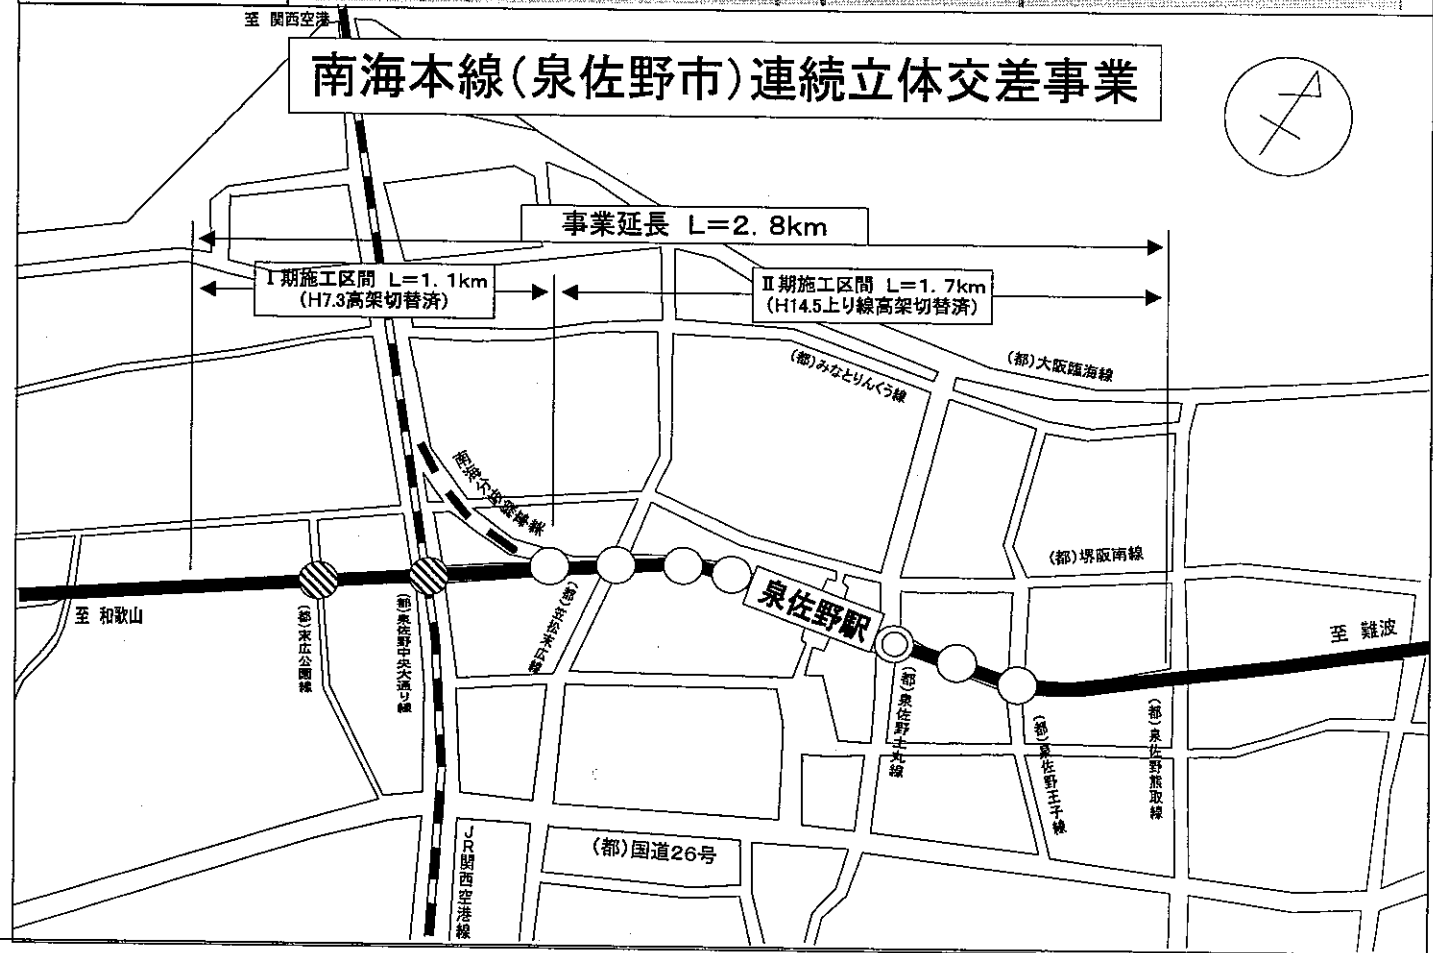 至 関西空港
南海本線(泉佐野市)連続立体交差事業
事業延長 L=2.8km
Ⅰ期施工区間 L=1.1km
(H7.3高架切替済)
Ⅱ期施工区間 L=1.7km
(H14.5上り線高架切替済)
(都)みなとりんくう線
(都)大阪臨海線
(都)堺阪南線
泉佐野駅
至 和歌山
至 難波
(都)末広公園線
(都)泉佐野中央大通り線
(都)笠松末広線
(都)泉佐野土丸線
(都)泉佐野王子線
(都)泉佐野熊取線
(都)国道26号
JR関西空港線